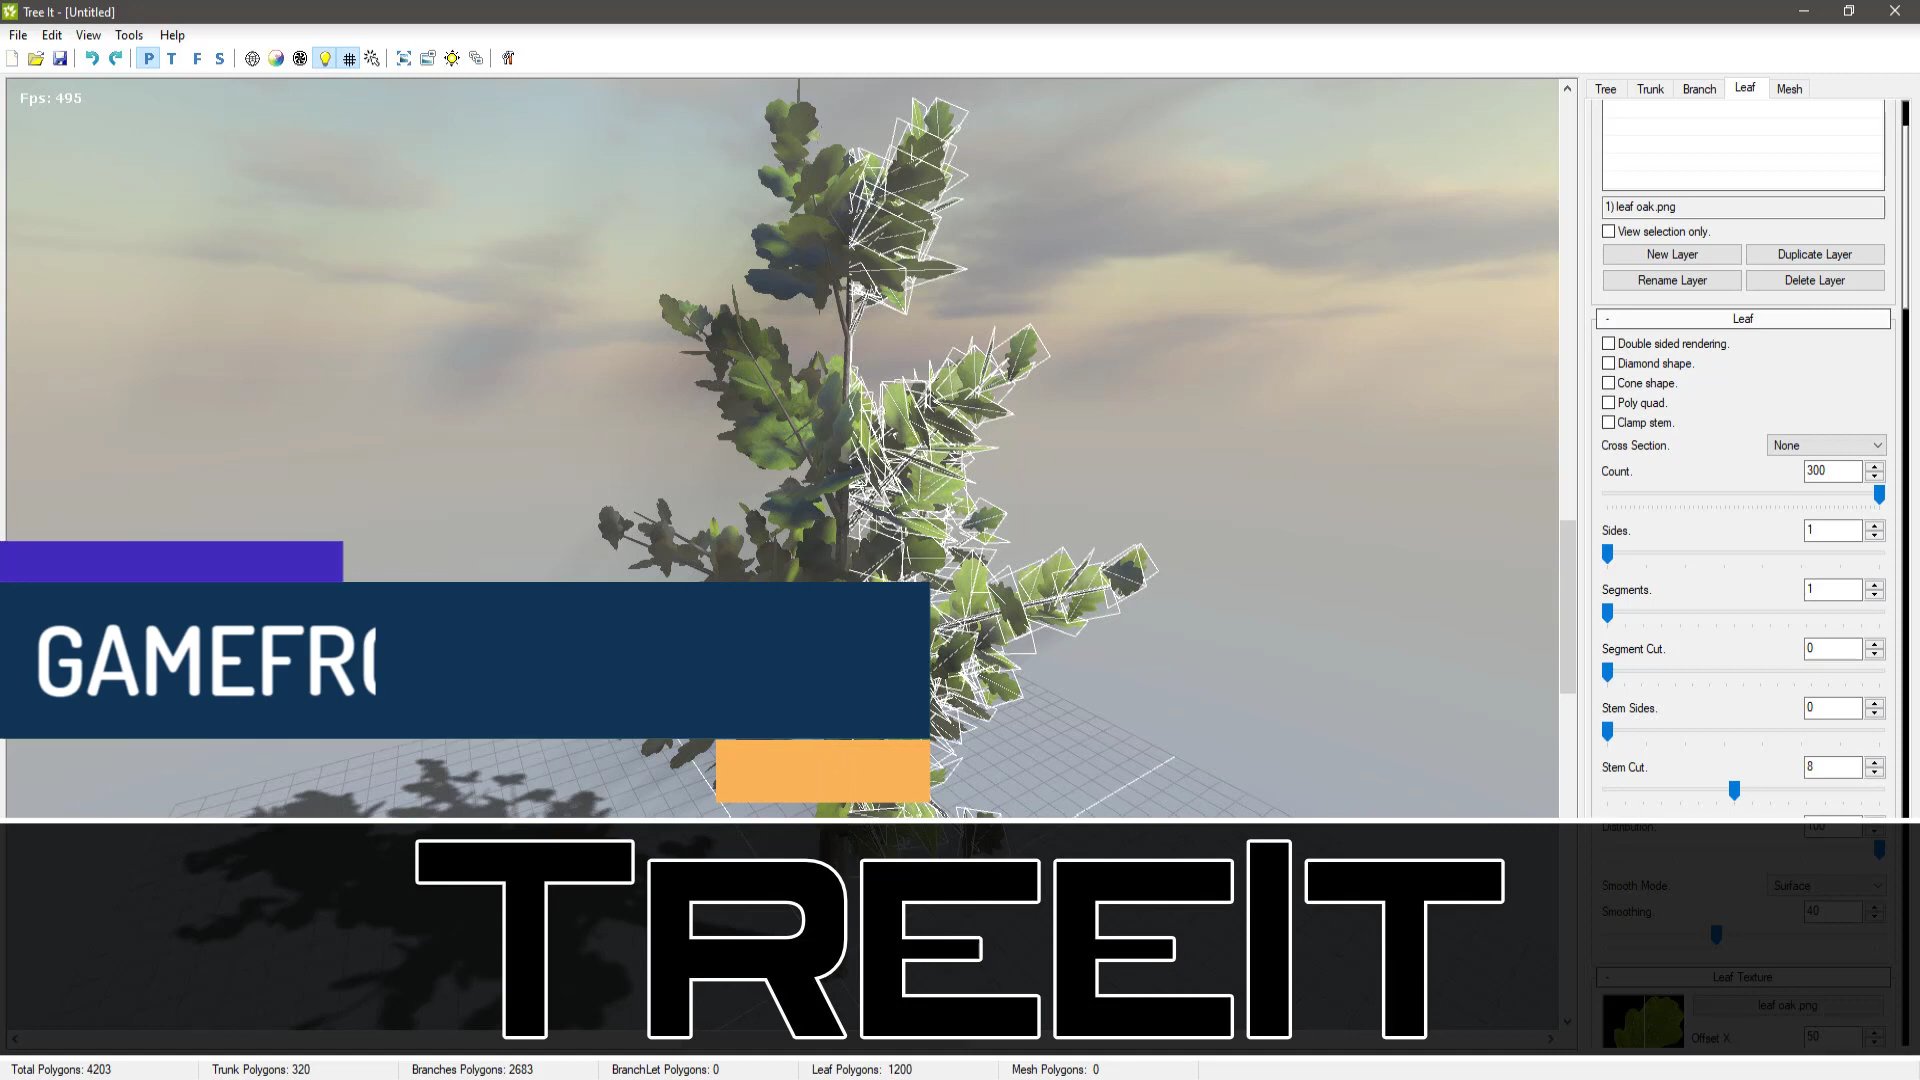 Tree It - [Untitled]
File Edit View Tools Help
P T F S
Fps: 495
Tree Trunk Branch Leaf Mesh
1) leaf oak.png
View selection only.
New Layer Duplicate Layer
Rename Layer Delete Layer
- Leaf
Double sided rendering.
Diamond shape.
Cone shape.
Poly quad.
Clamp stem.
Cross Section. None
Count. 300
Sides. 1
Segments. 1
Segment Cut. 0
Stem Sides. 0
Stem Cut. 8
Distribution. 100
Smooth Mode. Surface
Smoothing. 40
- Leaf Texture
leaf oak.png
Offset X. 50
GAMEFR
TREEIT
Total Polygons: 4203 Trunk Polygons: 320 Branches Polygons: 2683 BranchLet Polygons: 0 Leaf Polygons: 1200 Mesh Polygons: 0